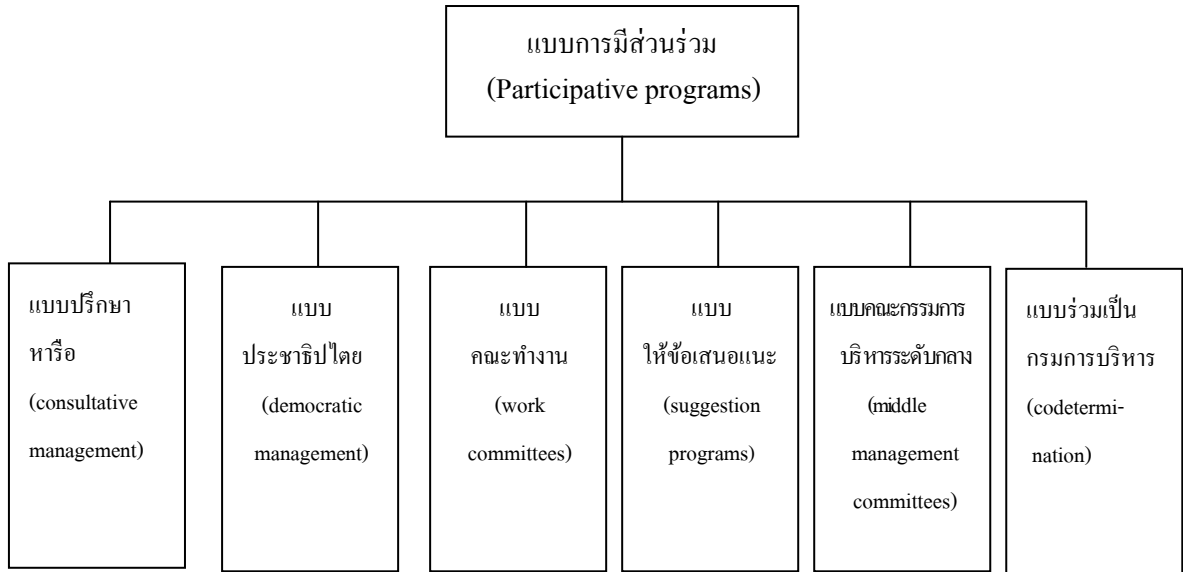 แบบการมีส่วนร่วม
(Participative programs)
แบบปรึกษา
หารือ
(consultative
management)
แบบ
ประชาธิปไตย
(democratic
management)
แบบ
คณะทำงาน
(work
committees)
แบบ
ให้ข้อเสนอแนะ
(suggestion
programs)
แบบคณะกรรมการ
บริหารระดับกลาง
(middle
management
committees)
แบบร่วมเป็น
กรมการบริหาร
(codetermi-
nation)